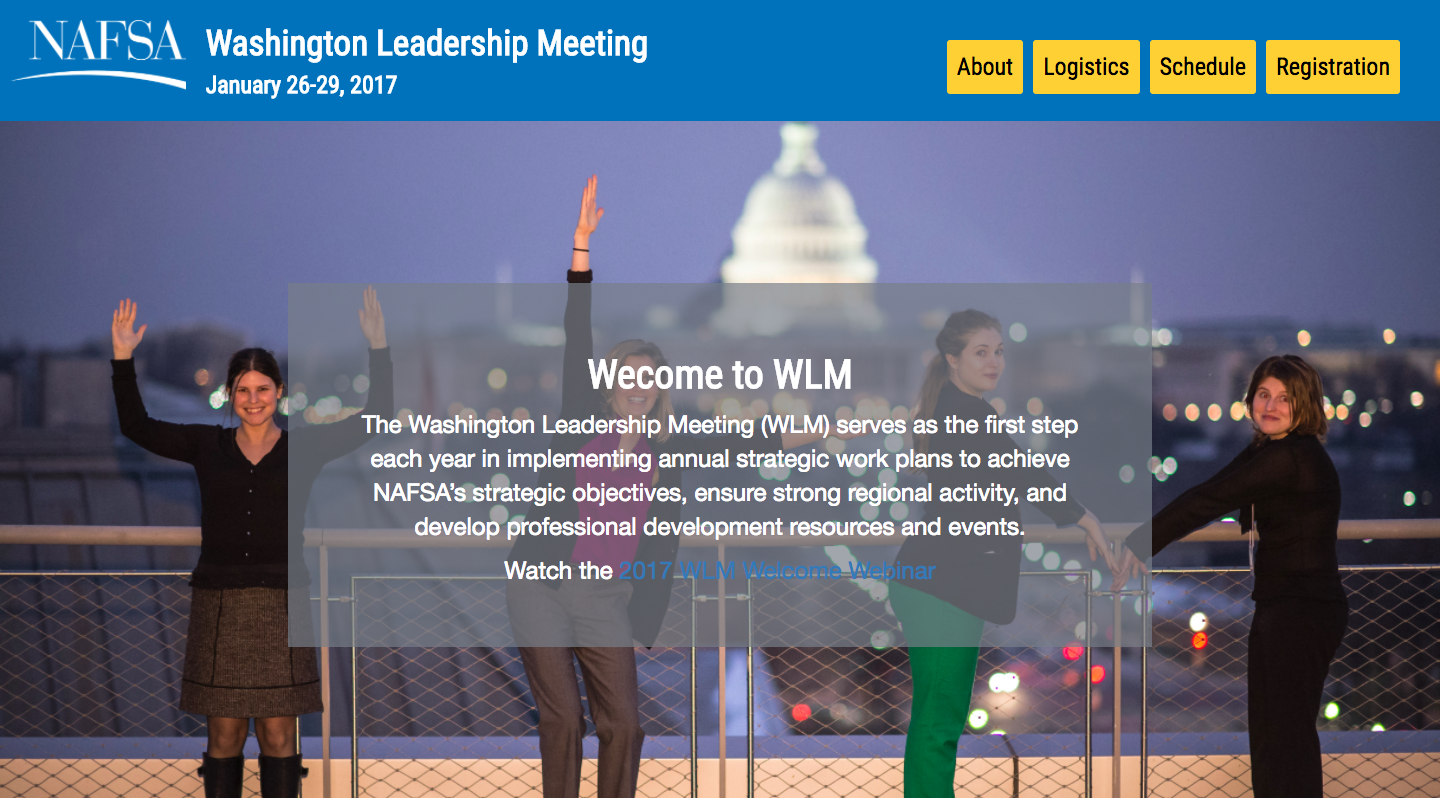 NAFSA
Washington Leadership Meeting
January 26-29, 2017
About
Logistics
Schedule
Registration
Wecome to WLM
The Washington Leadership Meeting (WLM) serves as the first step
each year in implementing annual strategic work plans to achieve
NAFSA’s strategic objectives, ensure strong regional activity, and
develop professional development resources and events.
Watch the 2017 WLM Welcome Webinar